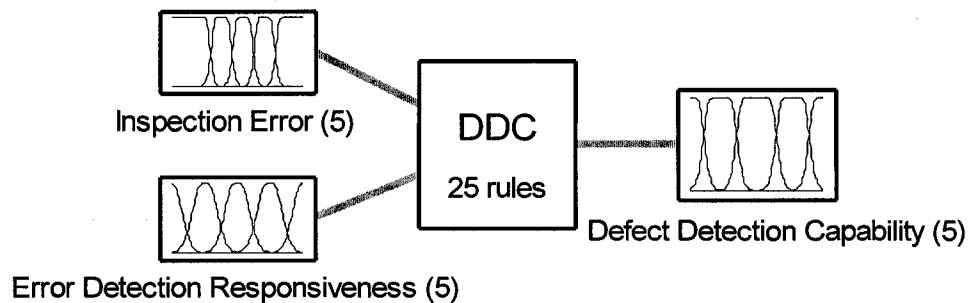 Inspection Error (5)
DDC
25 rules
Defect Detection Capability (5)
Error Detection Responsiveness (5)